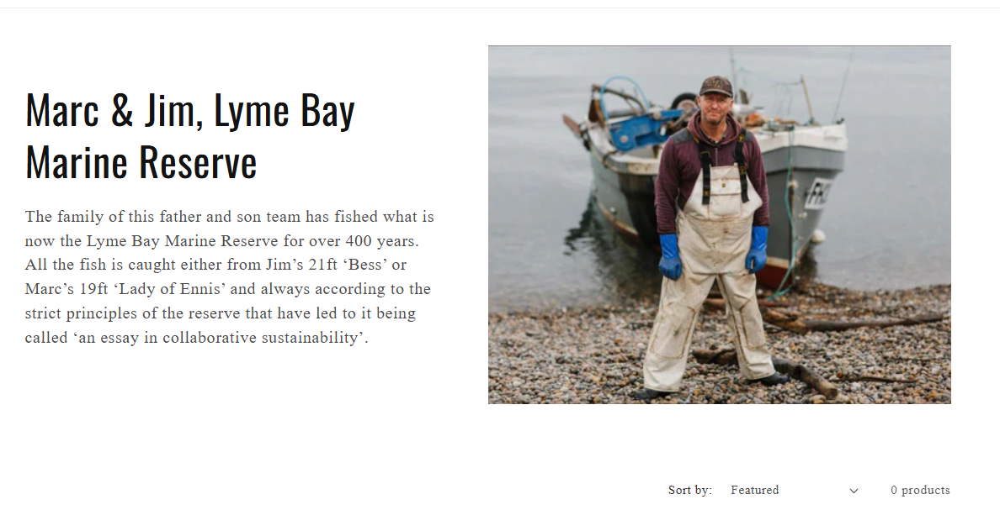 Marc & Jim, Lyme Bay
Marine Reserve
The family of this father and son team has fished what is
now the Lyme Bay Marine Reserve for over 400 years.
All the fish is caught either from Jim’s 21ft ‘Bess’ or
Marc’s 19ft ‘Lady of Ennis’ and always according to the
strict principles of the reserve that have led to it being
called ‘an essay in collaborative sustainability’.
Sort by: Featured 0 products